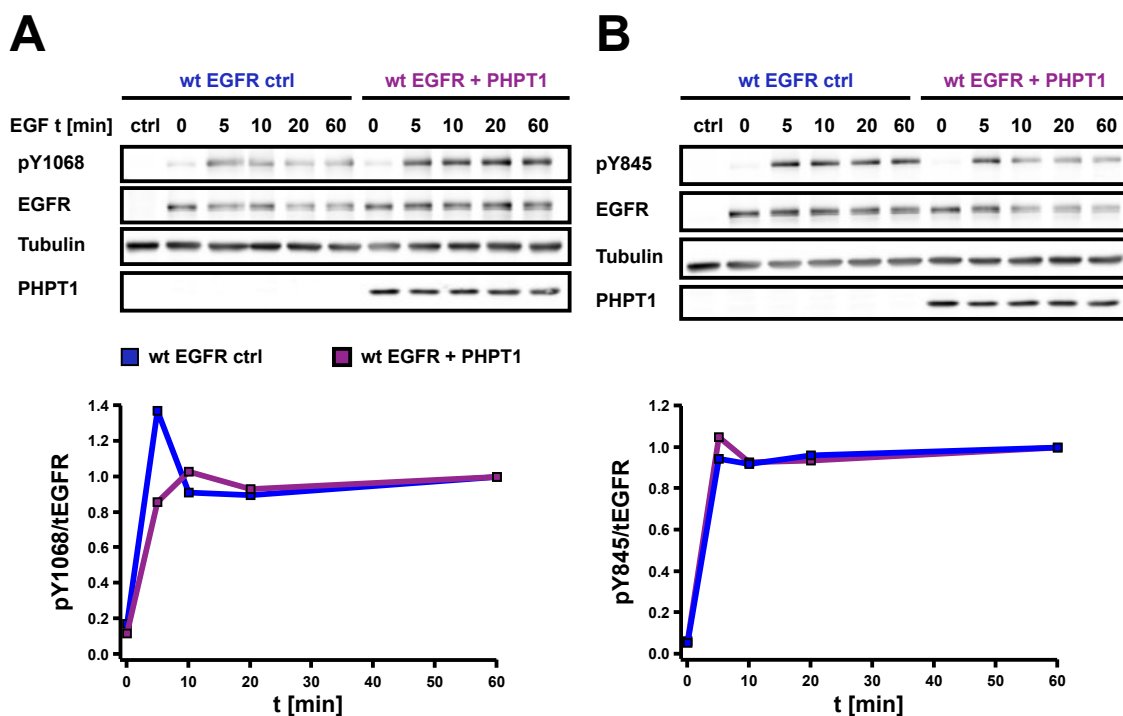 A
wt EGFR ctrl wt EGFR + PHPT1
EGF t [min] ctrl 0 5 10 20 60 0 5 10 20 60
pY1068
EGFR
Tubulin
PHPT1
wt EGFR ctrl wt EGFR + PHPT1
pY1068/tEGFR
1.4
1.2
1.0
0.8
0.6
0.4
0.2
0.0
0 10 20 30 40 50 60
t [min]
B
wt EGFR ctrl wt EGFR + PHPT1
ctrl 0 5 10 20 60 0 5 10 20 60
pY845
EGFR
Tubulin
PHPT1
pY845/tEGFR
1.2
1.0
0.8
0.6
0.4
0.2
0.0
0 10 20 30 40 50 60
t [min]